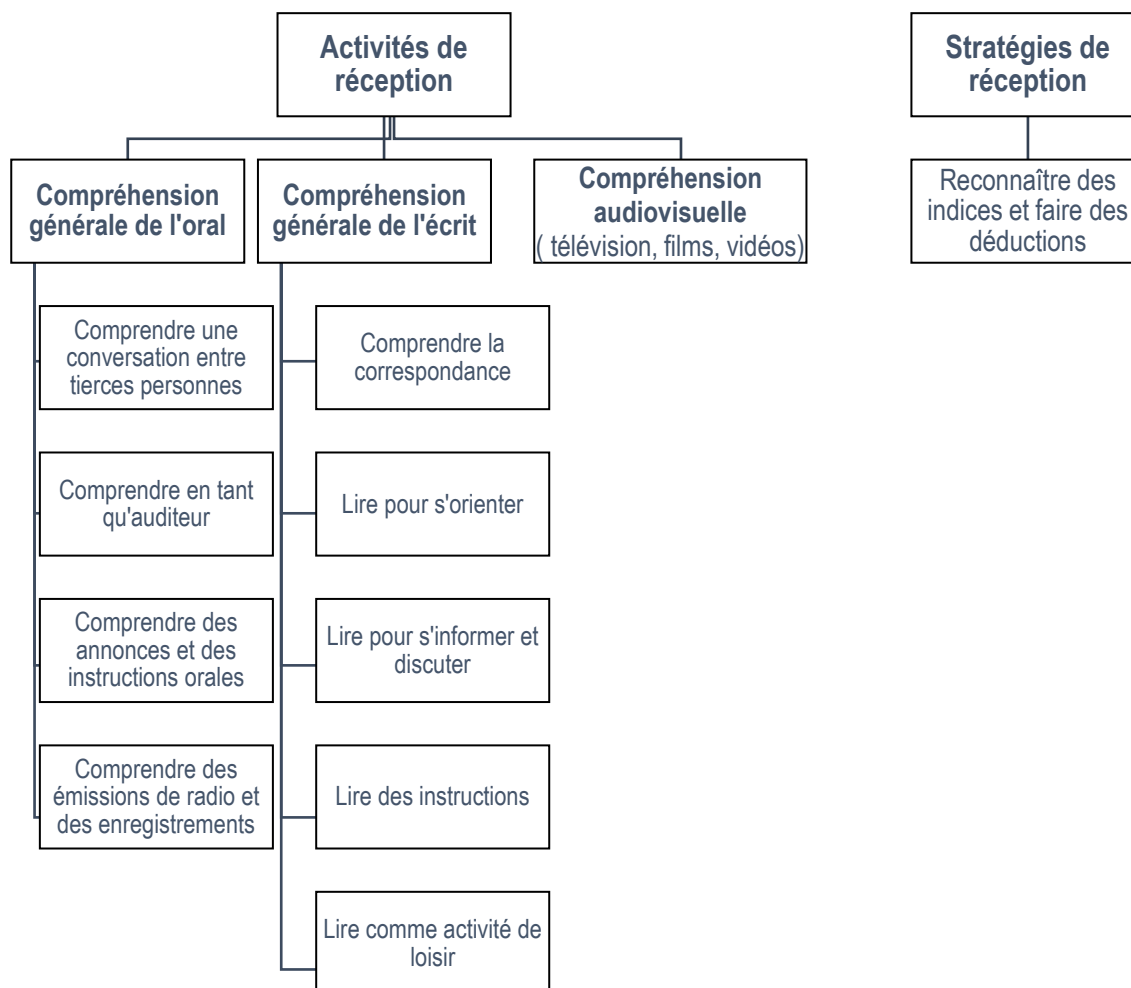 Activités de
réception
Stratégies de
réception
Compréhension
générale de l'oral
Compréhension
générale de l'écrit
Compréhension
audiovisuelle
( télévision, films, vidéos)
Reconnaître des
indices et faire des
déductions
Comprendre une
conversation entre
tierces personnes
Comprendre la
correspondance
Comprendre en tant
qu'auditeur
Lire pour s'orienter
Comprendre des
annonces et des
instructions orales
Lire pour s'informer et
discuter
Comprendre des
émissions de radio et
des enregistrements
Lire des instructions
Lire comme activité de
loisir